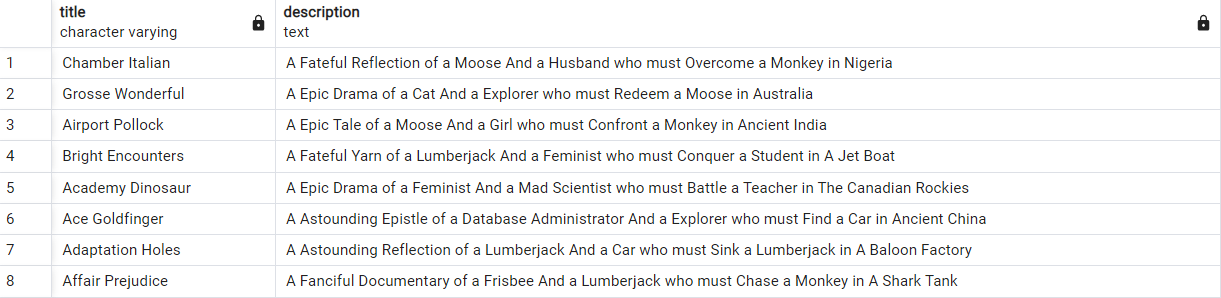 title description
character varying text
1 Chamber Italian A Fateful Reflection of a Moose And a Husband who must Overcome a Monkey in Nigeria
2 Grosse Wonderful A Epic Drama of a Cat And a Explorer who must Redeem a Moose in Australia
3 Airport Pollock A Epic Tale of a Moose And a Girl who must Confront a Monkey in Ancient India
4 Bright Encounters A Fateful Yarn of a Lumberjack And a Feminist who must Conquer a Student in A Jet Boat
5 Academy Dinosaur A Epic Drama of a Feminist And a Mad Scientist who must Battle a Teacher in The Canadian Rockies
6 Ace Goldfinger A Astounding Epistle of a Database Administrator And a Explorer who must Find a Car in Ancient China
7 Adaptation Holes A Astounding Reflection of a Lumberjack And a Car who must Sink a Lumberjack in A Baloon Factory
8 Affair Prejudice A Fanciful Documentary of a Frisbee And a Lumberjack who must Chase a Monkey in A Shark Tank